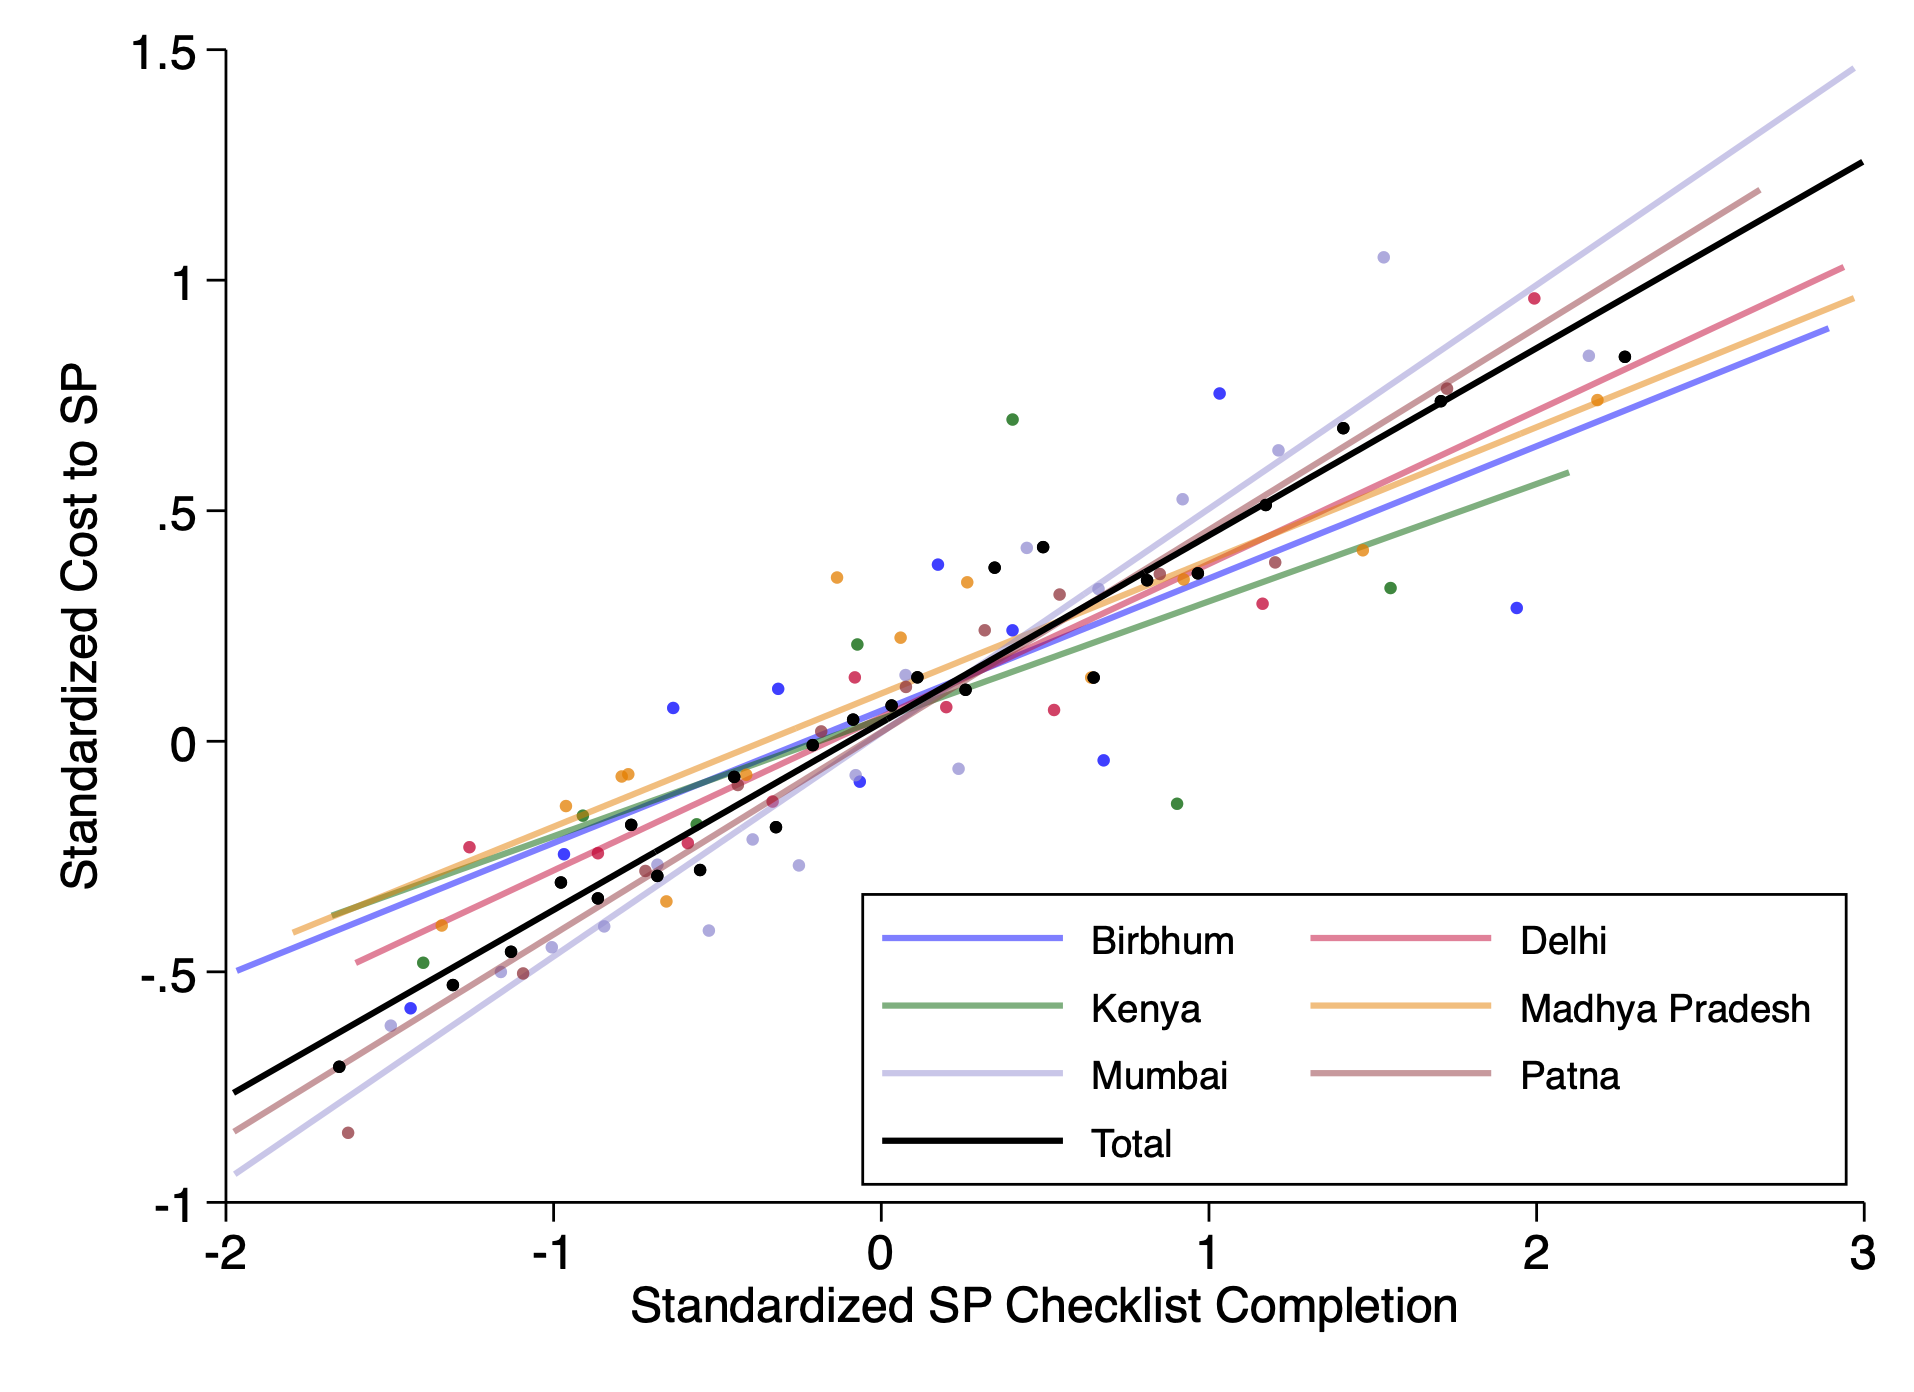 1.5
1
.5
0
-.5
-1
Standardized Cost to SP
-2 -1 0 1 2 3
Standardized SP Checklist Completion
Birbhum Delhi
Kenya Madhya Pradesh
Mumbai Patna
Total